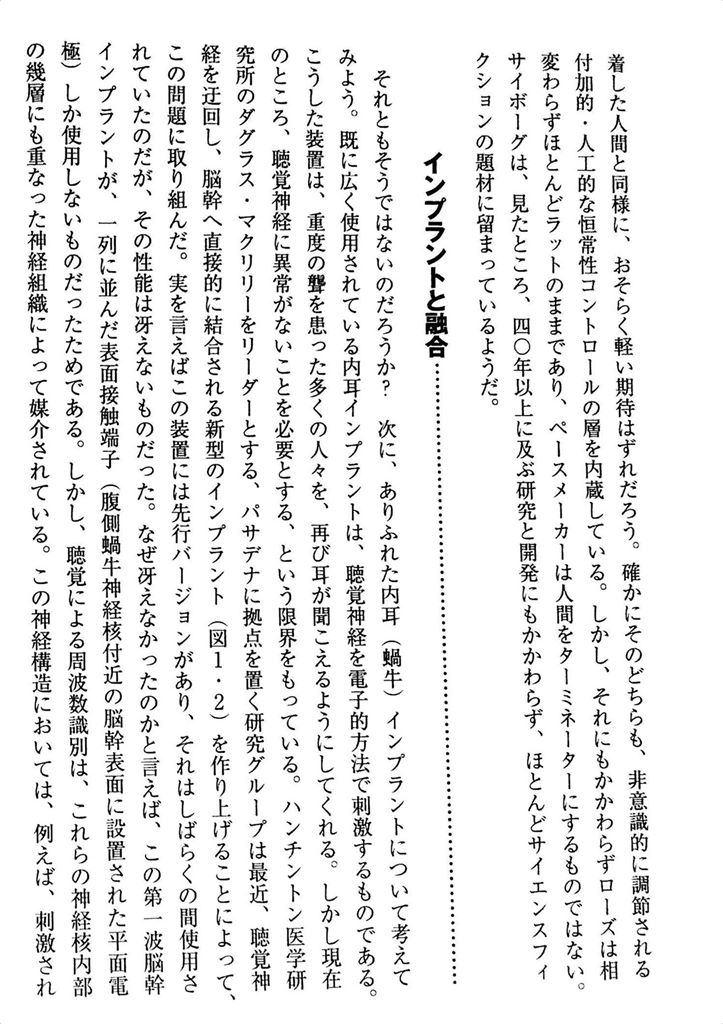 着した人間と同様に、おそらく軽い期待はずれだろう。確かにそのどちらも、非意識的に調節される
付加的・人工的な恒常性コントロールの層を内蔵している。しかし、それにもかかわらずローズは相
変わらずほとんどラットのままであり、ペースメーカーは人間をターミネーターにするものではない。
サイボーグは、見たところ、四〇年以上に及ぶ研究と開発にもかかわらず、ほとんどサイエンスフィ
クションの題材に留まっているようだ。
インプラントと融合
それともそうではないのだろうか？　次に、ありふれた内耳（蝸牛）インプラントについて考えて
みよう。既に広く使用されている内耳インプラントは、聴覚神経を電子的方法で刺激するものである。
こうした装置は、重度の聾を患った多くの人々を、再び耳が聞こえるようにしてくれる。しかし現在
のところ、聴覚神経に異常がないことを必要とする、という限界をもっている。ハンチントン医学研
究所のダグラス・マクリリーをリーダーとする、パサデナに拠点を置く研究グループは最近、聴覚神
経を迂回し、脳幹へ直接的に結合される新型のインプラント（図１・２）を作り上げることによって、
この問題に取り組んだ。実を言えばこの装置には先行バージョンがあり、それはしばらくの間使用さ
れていたのだが、その性能は冴えないものだった。なぜ冴えなかったのかと言えば、この第一波脳幹
インプラントが、一列に並んだ表面接触端子（腹側蝸牛神経核付近の脳幹表面に設置された平面電
極）しか使用しないものだったためである。しかし、聴覚による周波数識別は、これらの神経核内部
の幾層にも重なった神経組織によって媒介されている。この神経構造においては、例えば、刺激され